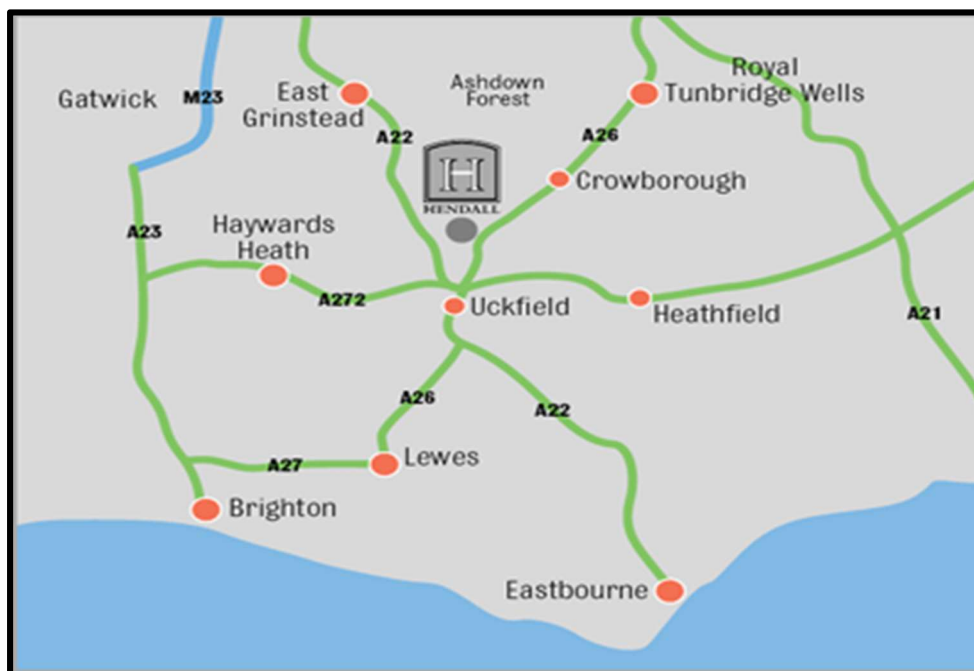 Gatwick
M23
East
Grinstead
A22
Ashdown
Forest
Royal
Tunbridge Wells
A26
H
HENDALL
Crowborough
A23
Haywards
Heath
A272
Uckfield
Heathfield
A21
A26
A22
A27
Lewes
Brighton
Eastbourne